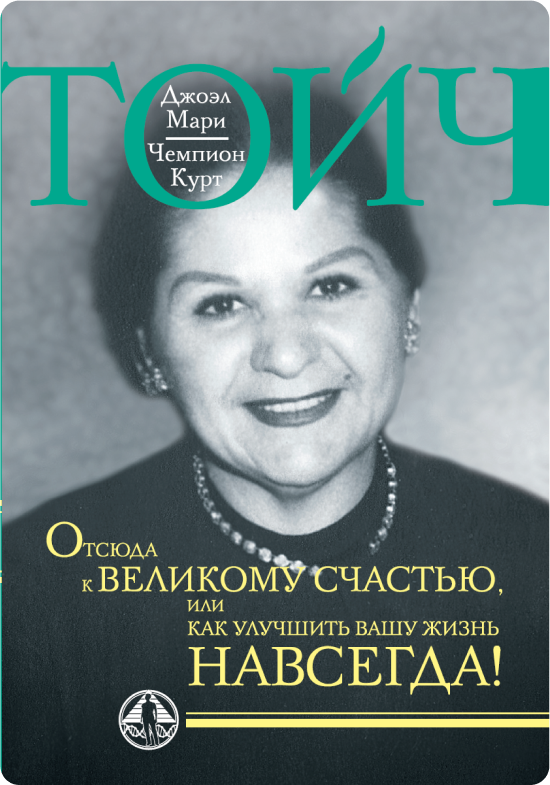 ТОЙЧ
Джоэл
Мари
Чемпион
Курт
Отсюда
к ВЕЛИКОМУ СЧАСТЬЮ,
ИЛИ
КАК УЛУЧШИТЬ ВАШУ ЖИЗНЬ
НАВСЕГДА!